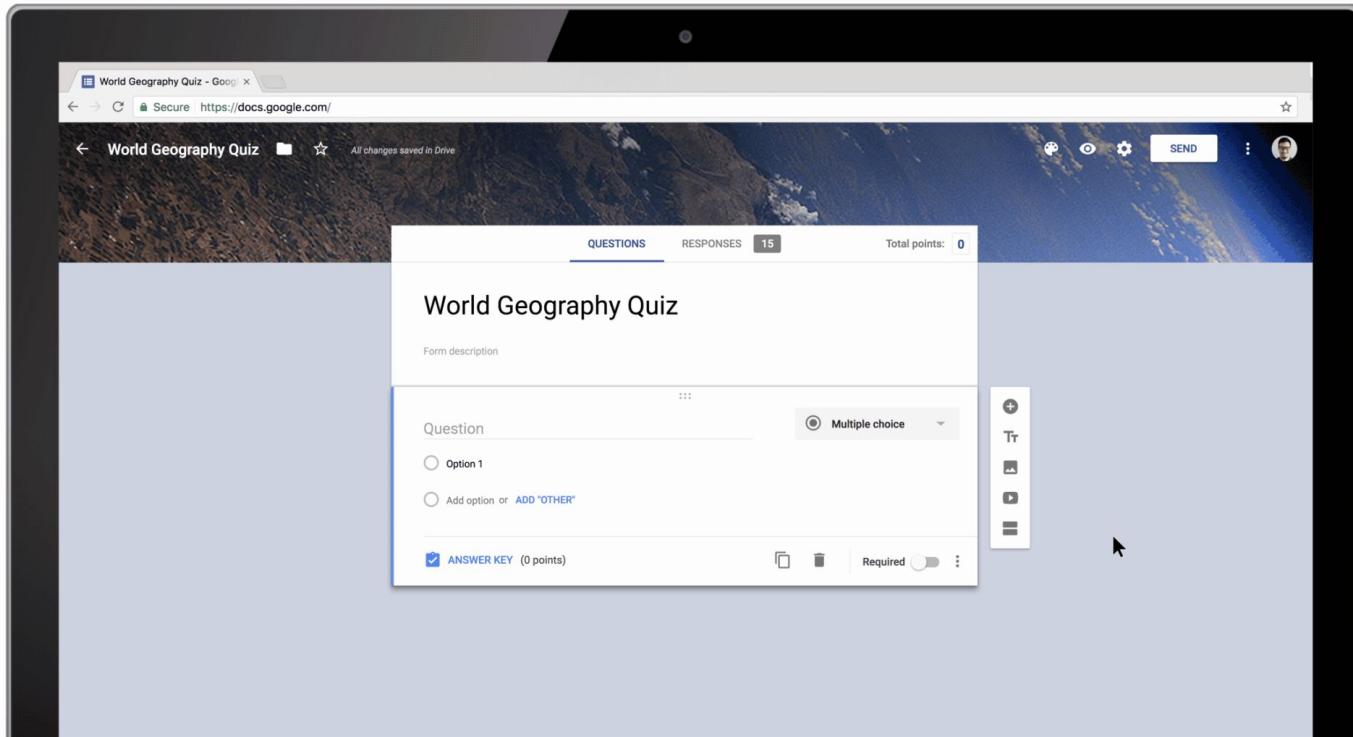 World Geography Quiz - Goog
Secure https://docs.google.com/
World Geography Quiz All changes saved in Drive SEND
QUESTIONS RESPONSES 15 Total points: 0
World Geography Quiz
Form description
Question Multiple choice
Option 1
Add option or ADD "OTHER"
ANSWER KEY (0 points) Required
Tт